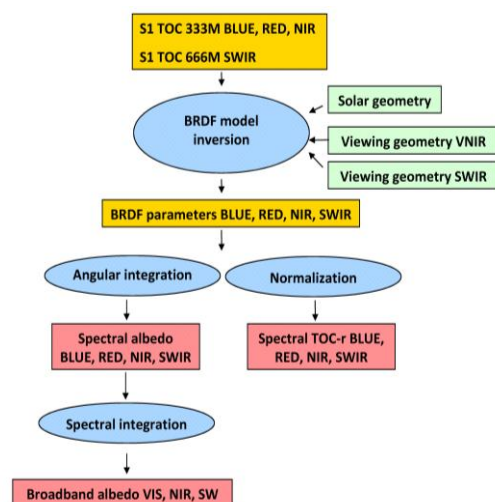 S1 TOC 333M BLUE, RED, NIR
S1 TOC 666M SWIR
BRDF model
inversion
Solar geometry
Viewing geometry VNIR
Viewing geometry SWIR
BRDF parameters BLUE, RED, NIR, SWIR
Angular integration
Normalization
Spectral albedo
BLUE, RED, NIR, SWIR
Spectral TOC-r BLUE,
RED, NIR, SWIR
Spectral integration
Broadband albedo VIS, NIR, SW